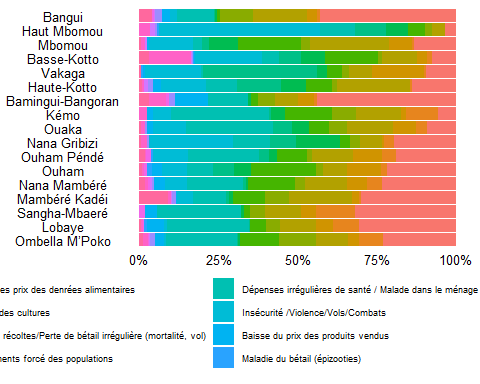 Bangui
Haut Mbomou
Mbomou
Basse-Kotto
Vakaga
Haute-Kotto
Bamingui-Bangoran
Kémo
Ouaka
Nana Gribizi
Ouham Péndé
Ouham
Nana Mambéré
Mambéré Kadéi
Sangha-Mbaeré
Lobaye
Ombella M'Poko
0% 25% 50% 75% 100%
es prix des denrées alimentaires
Dépenses irrégulières de santé / Malade dans le ménage
des cultures
Insécurité /Violence/Vols/Combats
récoltes/Perte de bétail irrégulière (mortalité, vol)
Baisse du prix des produits vendus
ents forcé des populations
Maladie du bétail (épizooties)